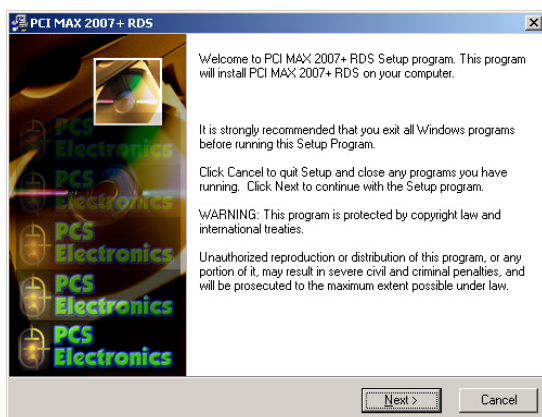 PCI MAX 2007+ RDS
Welcome to PCI MAX 2007+ RDS Setup program. This program
will install PCI MAX 2007+ RDS on your computer.
It is strongly recommended that you exit all Windows programs
before running this Setup Program.
Click Cancel to quit Setup and close any programs you have
running. Click Next to continue with the Setup program.
WARNING: This program is protected by copyright law and
international treaties.
Unauthorized reproduction or distribution of this program, or any
portion of it, may result in severe civil and criminal penalties, and
will be prosecuted to the maximum extent possible under law.
PCS
Electronics
PCS
Electronics
PCS
Electronics
PCS
Electronics
PCS
Electronics
Next >
Cancel